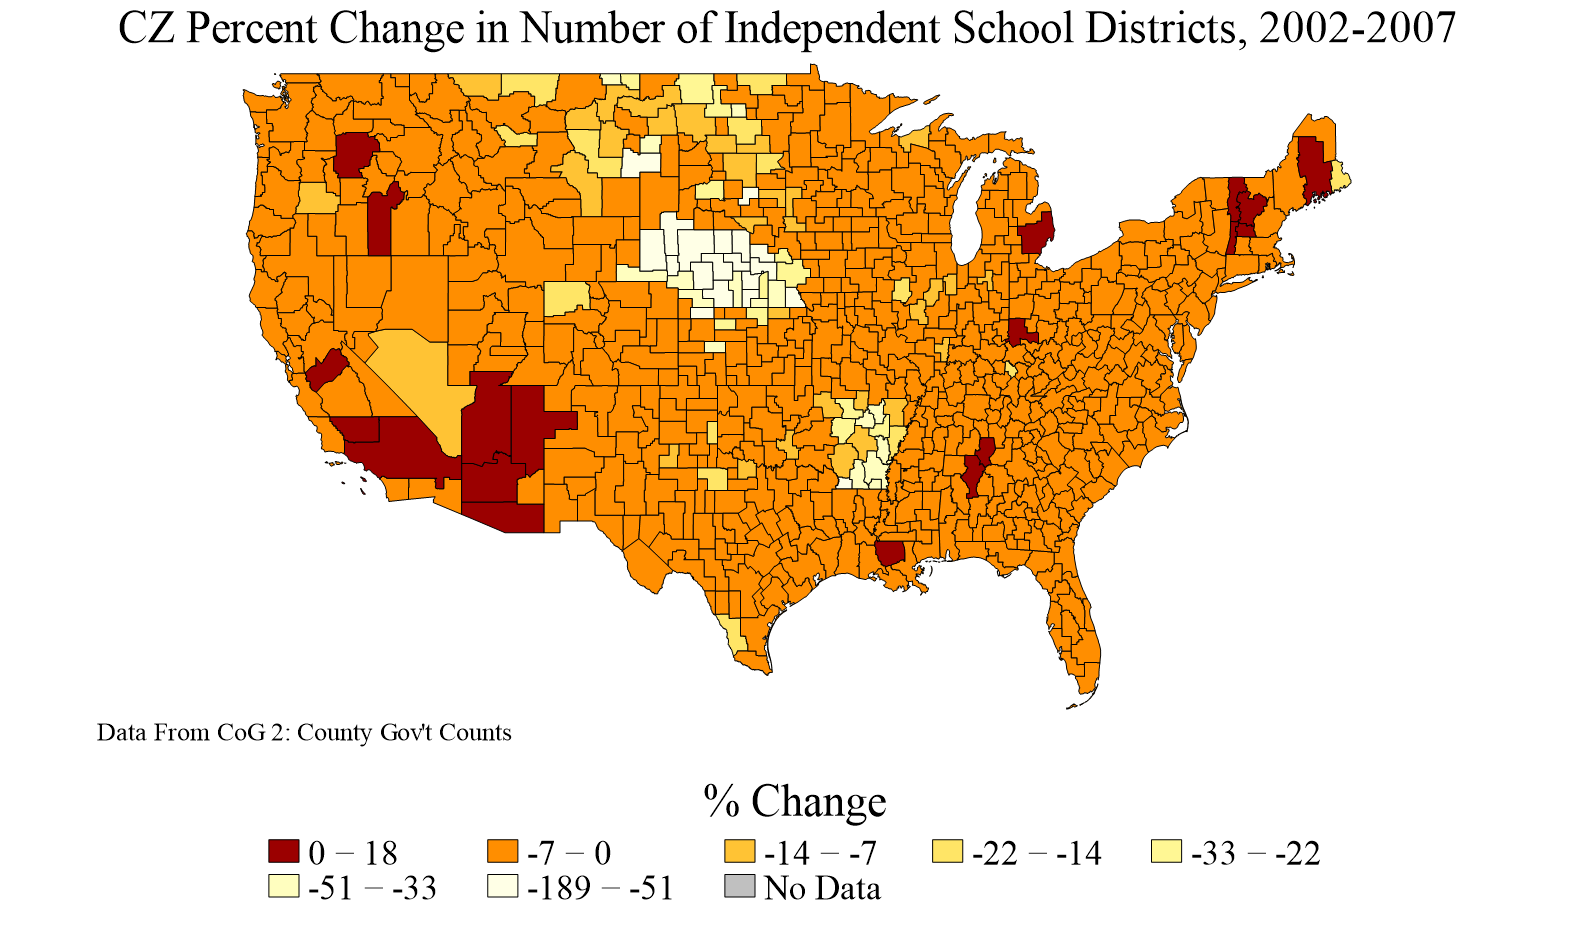 CZ Percent Change in Number of Independent School Districts, 2002-2007
Data From CoG 2: County Gov't Counts
% Change
0 − 18 -7 − 0 -14 − -7 -22 − -14 -33 − -22
-51 − -33 -189 − -51 No Data